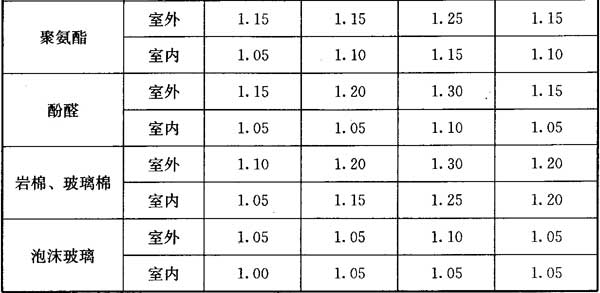 聚氨酯 室外 1.15 1.15 1.25 1.15
室内 1.05 1.10 1.15 1.10
酚醛 室外 1.15 1.20 1.30 1.15
室内 1.05 1.05 1.10 1.05
岩棉、玻璃棉 室外 1.10 1.20 1.30 1.20
室内 1.05 1.15 1.25 1.20
泡沫玻璃 室外 1.05 1.05 1.10 1.05
室内 1.00 1.05 1.05 1.05